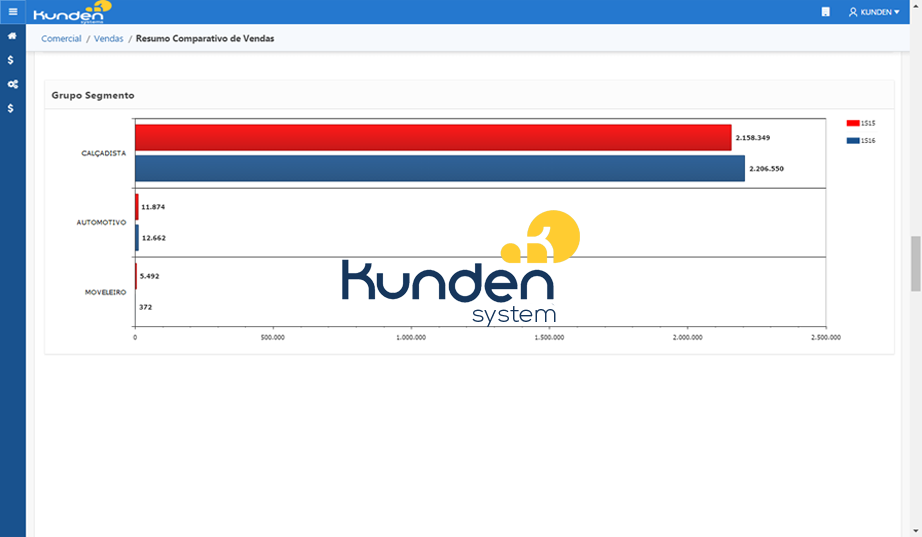 Kunden
systems
KUNDEN
Comercial / Vendas / Resumo Comparativo de Vendas
Grupo Segmento
1S15
1S16
CALÇADISTA
2.158.349
2.206.550
AUTOMOTIVO
11.874
12.662
MOVELEIRO
5.492
372
Kunden
system
0 500.000 1.000.000 1.500.000 2.000.000 2.500.000